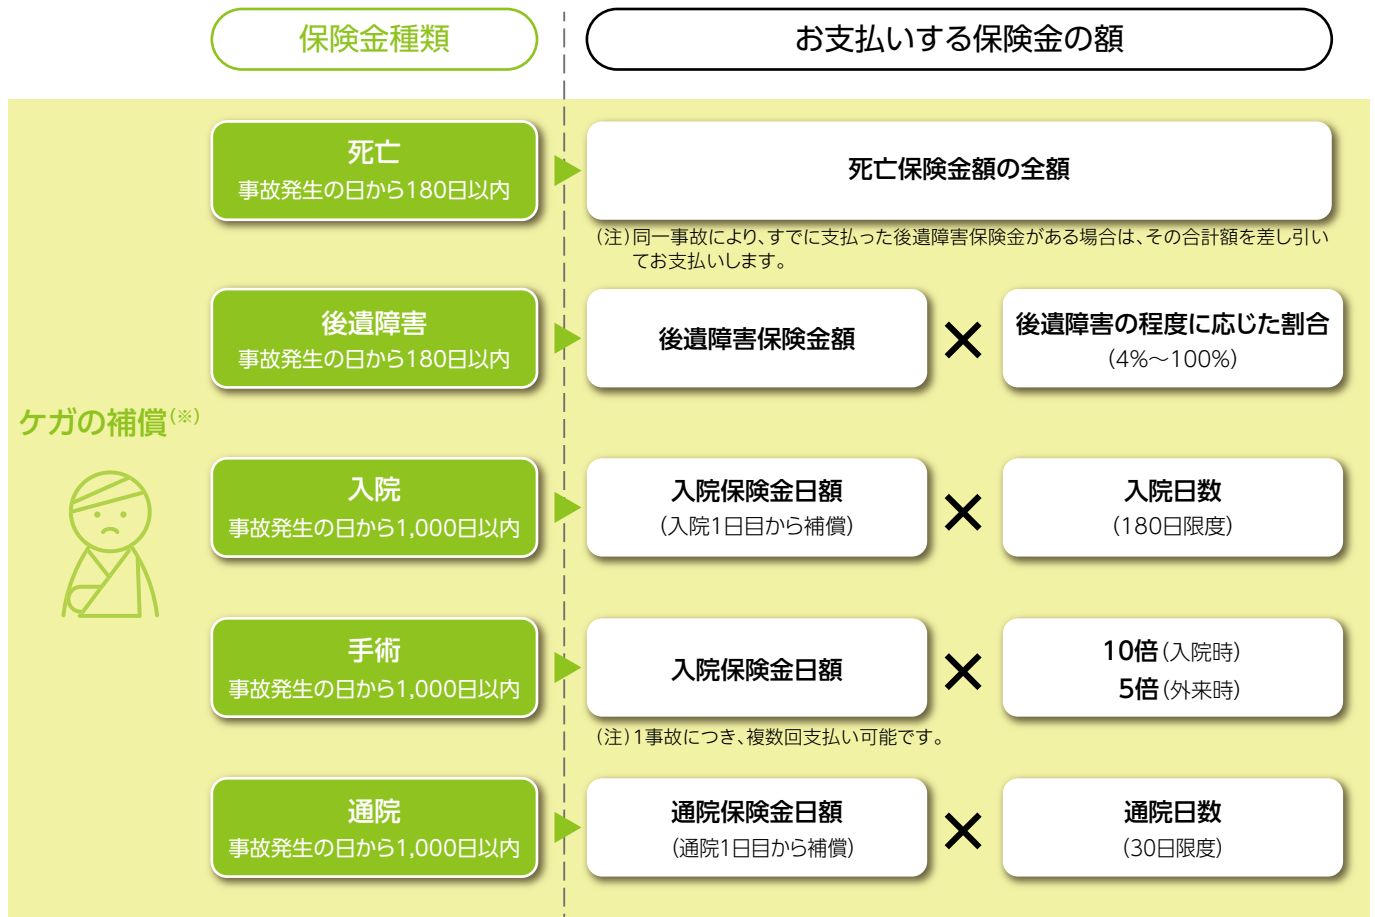 保険金種類
お支払いする保険金の額
死亡
事故発生の日から180日以内
死亡保険金額の全額
(注)同一事故により、すでに支払った後遺障害保険金がある場合は、その合計額を差し引い
てお支払いします。
後遺障害
事故発生の日から180日以内
後遺障害保険金額
×
後遺障害の程度に応じた割合
(4%～100%)
ケガの補償(※)
入院
事故発生の日から1,000日以内
入院保険金日額
(入院1日目から補償)
×
入院日数
(180日限度)
手術
事故発生の日から1,000日以内
入院保険金日額
×
10倍(入院時)
5倍(外来時)
(注)1事故につき、複数回支払い可能です。
通院
事故発生の日から1,000日以内
通院保険金日額
(通院1日目から補償)
×
通院日数
(30日限度)